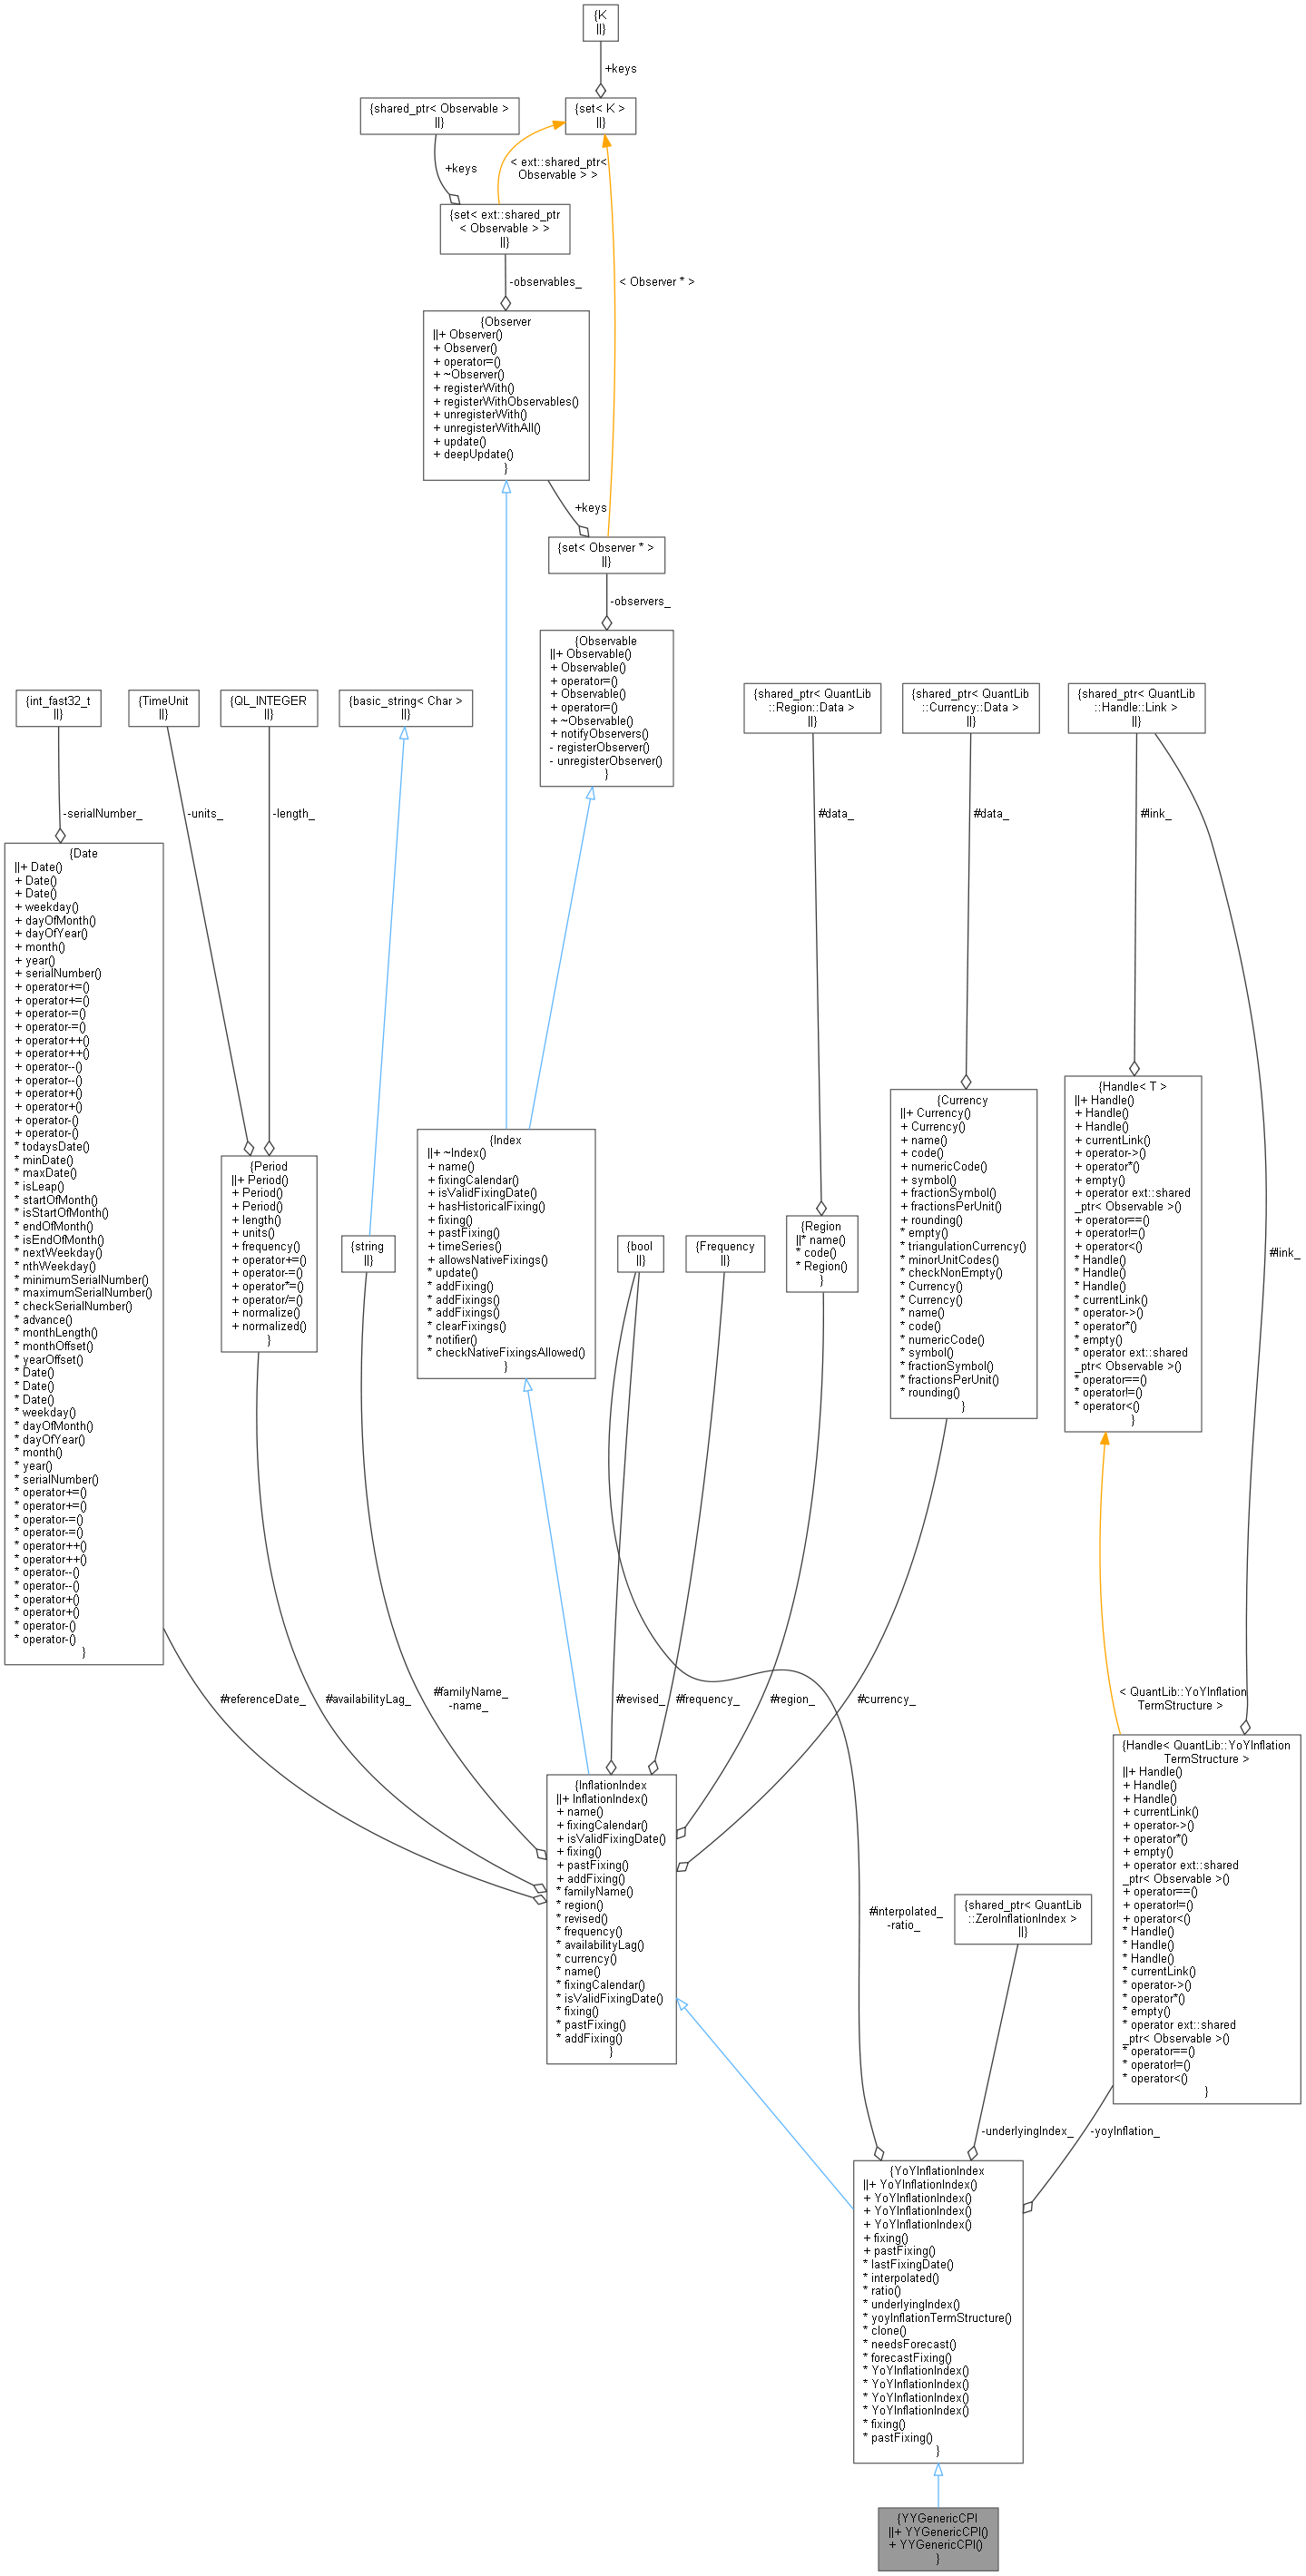 {K
||}
+keys
{shared_ptr< Observable >
||}
{set< K >
||}
+keys
< ext::shared_ptr<
Observable > >
{set< ext::shared_ptr
< Observable > >
||}
-observables_
< Observer * >
{Observer
||+ Observer()
+ Observer()
+ operator=()
+ ~Observer()
+ registerWith()
+ registerWithObservables()
+ unregisterWith()
+ unregisterWithAll()
+ update()
+ deepUpdate()
}
+keys
{set< Observer * >
||}
-observers_
{Observable
||+ Observable()
+ Observable()
+ operator=()
+ Observable()
+ operator=()
+ ~Observable()
+ notifyObservers()
- registerObserver()
- unregisterObserver()
}
{int_fast32_t
||}
{TimeUnit
||}
{QL_INTEGER
||}
{basic_string< Char >
||}
{shared_ptr< QuantLib
::Region::Data >
||}
{shared_ptr< QuantLib
::Currency::Data >
||}
{shared_ptr< QuantLib
::Handle::Link >
||}
-serialNumber_
-units_
-length_
#data_
#data_
#link_
{Date
||+ Date()
+ Date()
+ Date()
+ weekday()
+ dayOfMonth()
+ dayOfYear()
+ month()
+ year()
+ serialNumber()
+ operator+=()
+ operator+=()
+ operator-=()
+ operator-=()
+ operator++()
+ operator++()
+ operator--()
+ operator--()
+ operator+()
+ operator+()
+ operator-()
+ operator-()
* todaysDate()
* minDate()
* maxDate()
* isLeap()
* startOfMonth()
* isStartOfMonth()
* endOfMonth()
* isEndOfMonth()
* nextWeekday()
* nthWeekday()
* minimumSerialNumber()
* maximumSerialNumber()
* checkSerialNumber()
* advance()
* monthLength()
* monthOffset()
* yearOffset()
* Date()
* Date()
* Date()
* weekday()
* dayOfMonth()
* dayOfYear()
* month()
* year()
* serialNumber()
* operator+=()
* operator+=()
* operator-=()
* operator-=()
* operator++()
* operator++()
* operator--()
* operator--()
* operator+()
* operator+()
* operator-()
* operator-()
}
{Period
||+ Period()
+ Period()
+ Period()
+ length()
+ units()
+ frequency()
+ operator+=()
+ operator-=()
+ operator*=()
+ operator/=()
+ normalize()
+ normalized()
}
{string
||}
{Index
||+ ~Index()
+ name()
+ fixingCalendar()
+ isValidFixingDate()
+ hasHistoricalFixing()
+ fixing()
+ pastFixing()
+ timeSeries()
+ allowsNativeFixings()
* update()
* addFixing()
* addFixings()
* addFixings()
* clearFixings()
* notifier()
* checkNativeFixingsAllowed()
}
{bool
||}
{Frequency
||}
{Region
||* name()
* code()
* Region()
}
{Currency
||+ Currency()
+ Currency()
+ name()
+ code()
+ numericCode()
+ symbol()
+ fractionSymbol()
+ fractionsPerUnit()
+ rounding()
* empty()
* triangulationCurrency()
* minorUnitCodes()
* checkNonEmpty()
* Currency()
* Currency()
* name()
* code()
* numericCode()
* symbol()
* fractionSymbol()
* fractionsPerUnit()
* rounding()
}
{Handle< T >
||+ Handle()
+ Handle()
+ Handle()
+ currentLink()
+ operator->()
+ operator*()
+ empty()
+ operator ext::shared
_ptr< Observable >()
+ operator==()
+ operator!=()
+ operator<()
* Handle()
* Handle()
* Handle()
* currentLink()
* operator->()
* operator*()
* empty()
* operator ext::shared
_ptr< Observable >()
* operator==()
* operator!=()
* operator<()
}
#link_
#referenceDate_
#availabilityLag_
#familyName_
-name_
#revised_
#frequency_
#region_
#currency_
< QuantLib::YoYInflation
TermStructure >
{InflationIndex
||+ InflationIndex()
+ name()
+ fixingCalendar()
+ isValidFixingDate()
+ fixing()
+ pastFixing()
+ addFixing()
* familyName()
* region()
* revised()
* frequency()
* availabilityLag()
* currency()
* name()
* fixingCalendar()
* isValidFixingDate()
* fixing()
* pastFixing()
* addFixing()
}
#interpolated_
-ratio_
{shared_ptr< QuantLib
::ZeroInflationIndex >
||}
{Handle< QuantLib::YoYInflation
TermStructure >
||+ Handle()
+ Handle()
+ Handle()
+ currentLink()
+ operator->()
+ operator*()
+ empty()
+ operator ext::shared
_ptr< Observable >()
+ operator==()
+ operator!=()
+ operator<()
* Handle()
* Handle()
* Handle()
* currentLink()
* operator->()
* operator*()
* empty()
* operator ext::shared
_ptr< Observable >()
* operator==()
* operator!=()
* operator<()
}
-underlyingIndex_
-yoyInflation_
{YoYInflationIndex
||+ YoYInflationIndex()
+ YoYInflationIndex()
+ YoYInflationIndex()
+ YoYInflationIndex()
+ fixing()
+ pastFixing()
* lastFixingDate()
* interpolated()
* ratio()
* underlyingIndex()
* yoyInflationTermStructure()
* clone()
* needsForecast()
* forecastFixing()
* YoYInflationIndex()
* YoYInflationIndex()
* YoYInflationIndex()
* YoYInflationIndex()
* fixing()
* pastFixing()
}
{YYGenericCPI
||+ YYGenericCPI()
+ YYGenericCPI()
}